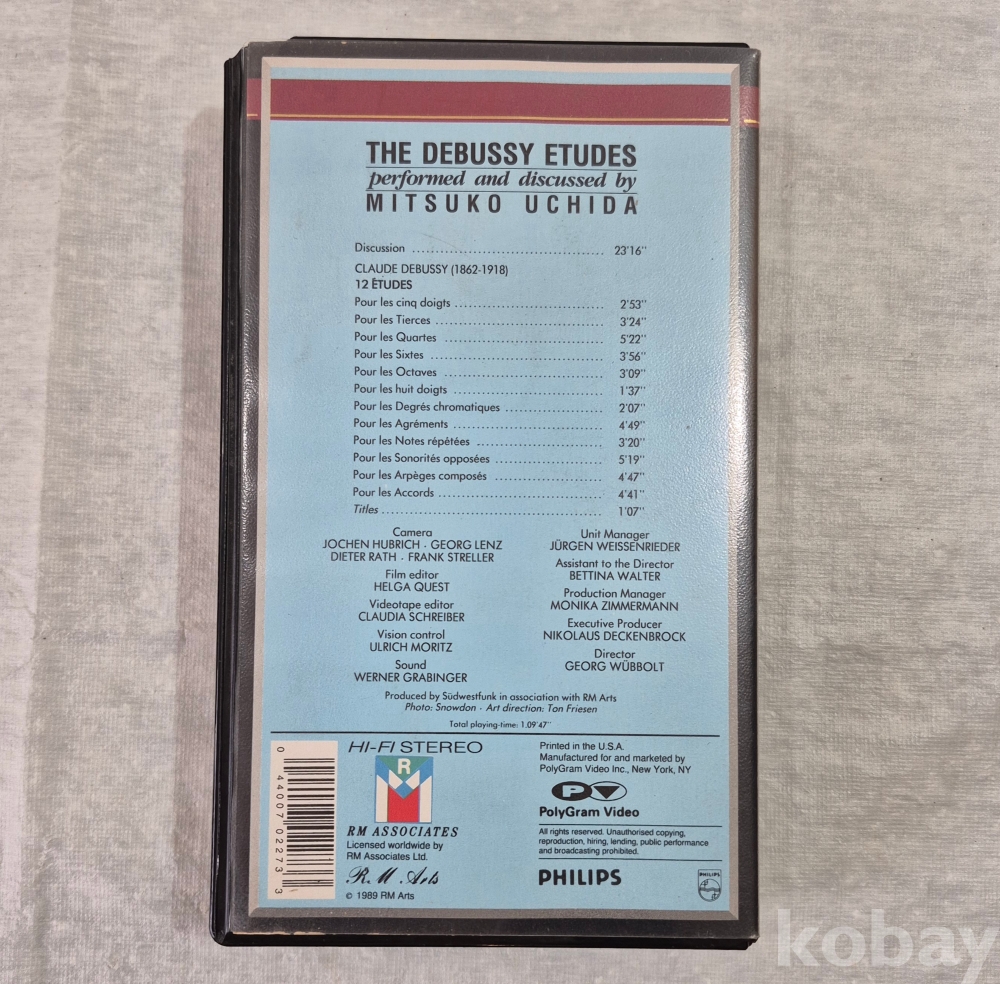 THE DEBUSSY ETUDES
performed and discussed by
MITSUKO UCHIDA
Discussion ........ 23'16"
CLAUDE DEBUSSY (1862-1918)
12 ÉTUDES
Pour les cinq doigts ........ 2'53"
Pour les Tierces ........ 3'24"
Pour les Quartes ........ 5'22"
Pour les Sixtes ........ 3'56"
Pour les Octaves ........ 3'09"
Pour les huit doigts ........ 1'37"
Pour les Degrés chromatiques ........ 2'07"
Pour les Agréments ........ 4'49"
Pour les Notes répétées ........ 3'20"
Pour les Sonorités opposées ........ 5'19"
Pour les Arpèges composés ........ 4'47"
Pour les Accords ........ 4'41"
Titles ........ 1'07"
Camera
JOCHEN HUBRICH · GEORG LENZ
DIETER RATH · FRANK STRELLER
Film editor
HELGA QUEST
Videotape editor
CLAUDIA SCHREIBER
Vision control
ULRICH MORITZ
Sound
WERNER GRABINGER
Unit Manager
JÜRGEN WEISSENRIEDER
Assistant to the Director
BETTINA WALTER
Production Manager
MONIKA ZIMMERMANN
Executive Producer
NIKOLAUS DECKENBROCK
Director
GEORG WÜBBOLT
Produced by Südwestfunk in association with RM Arts
Photo: Snowdon · Art direction: Ton Friesen
Total playing-time: 1.09'47"
0 44007 02273 3
HI-FI STEREO
R
M
RM ASSOCIATES
Licensed worldwide by
RM Associates Ltd.
R.M. Arts
© 1989 RM Arts
Printed in the U.S.A.
Manufactured for and marketed by
PolyGram Video Inc., New York, NY
P
PolyGram Video
All rights reserved. Unauthorised copying,
reproduction, hiring, lending, public performance
and broadcasting prohibited.
PHILIPS
PHILIPS
kobay